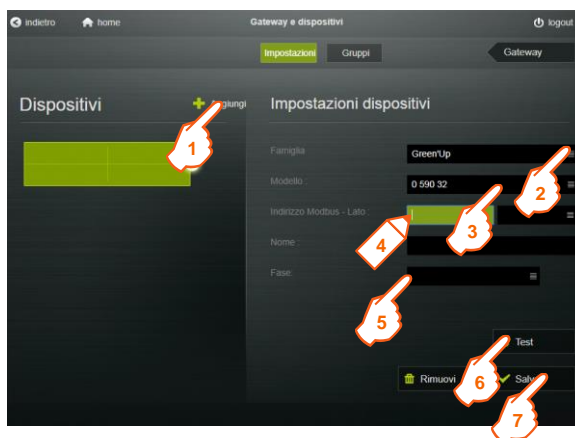 indietro home Gateway e dispositivi logout
Impostazioni Gruppi Gateway
Dispositivi Impostazioni dispositivi
1
Famiglia Green'Up
2
Modello : 0 590 32
3
Indirizzo Modbus - Lato :
4
Nome :
Fase:
5
Test
6
Rimuovi
7